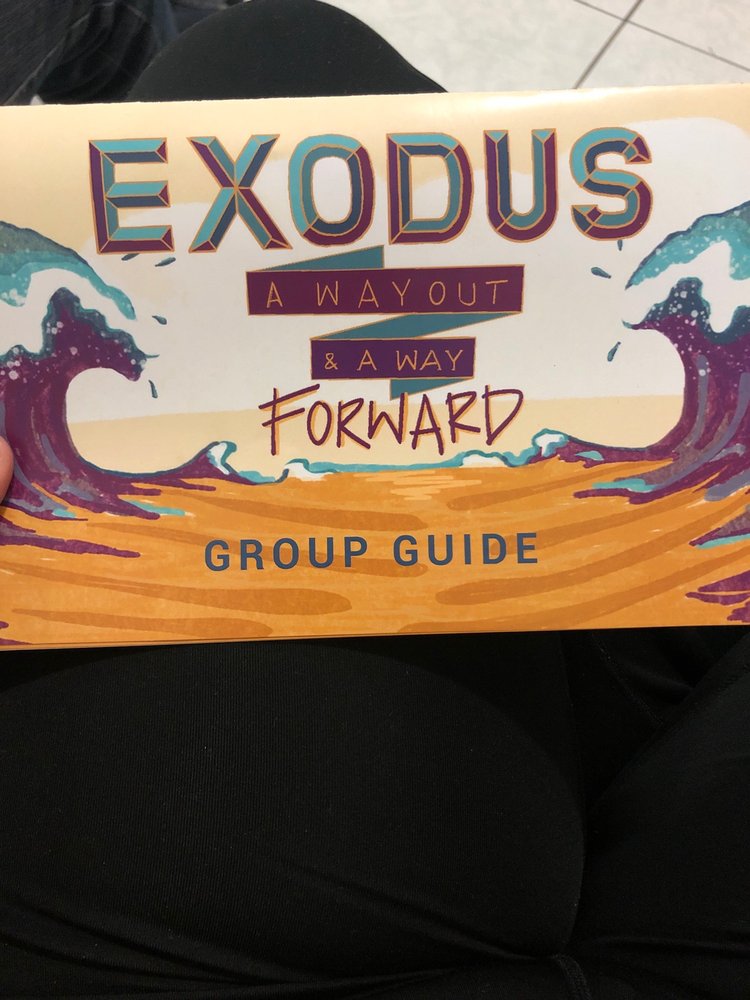 EXODUS
A WAY OUT
& A WAY
FORWARD
GROUP GUIDE